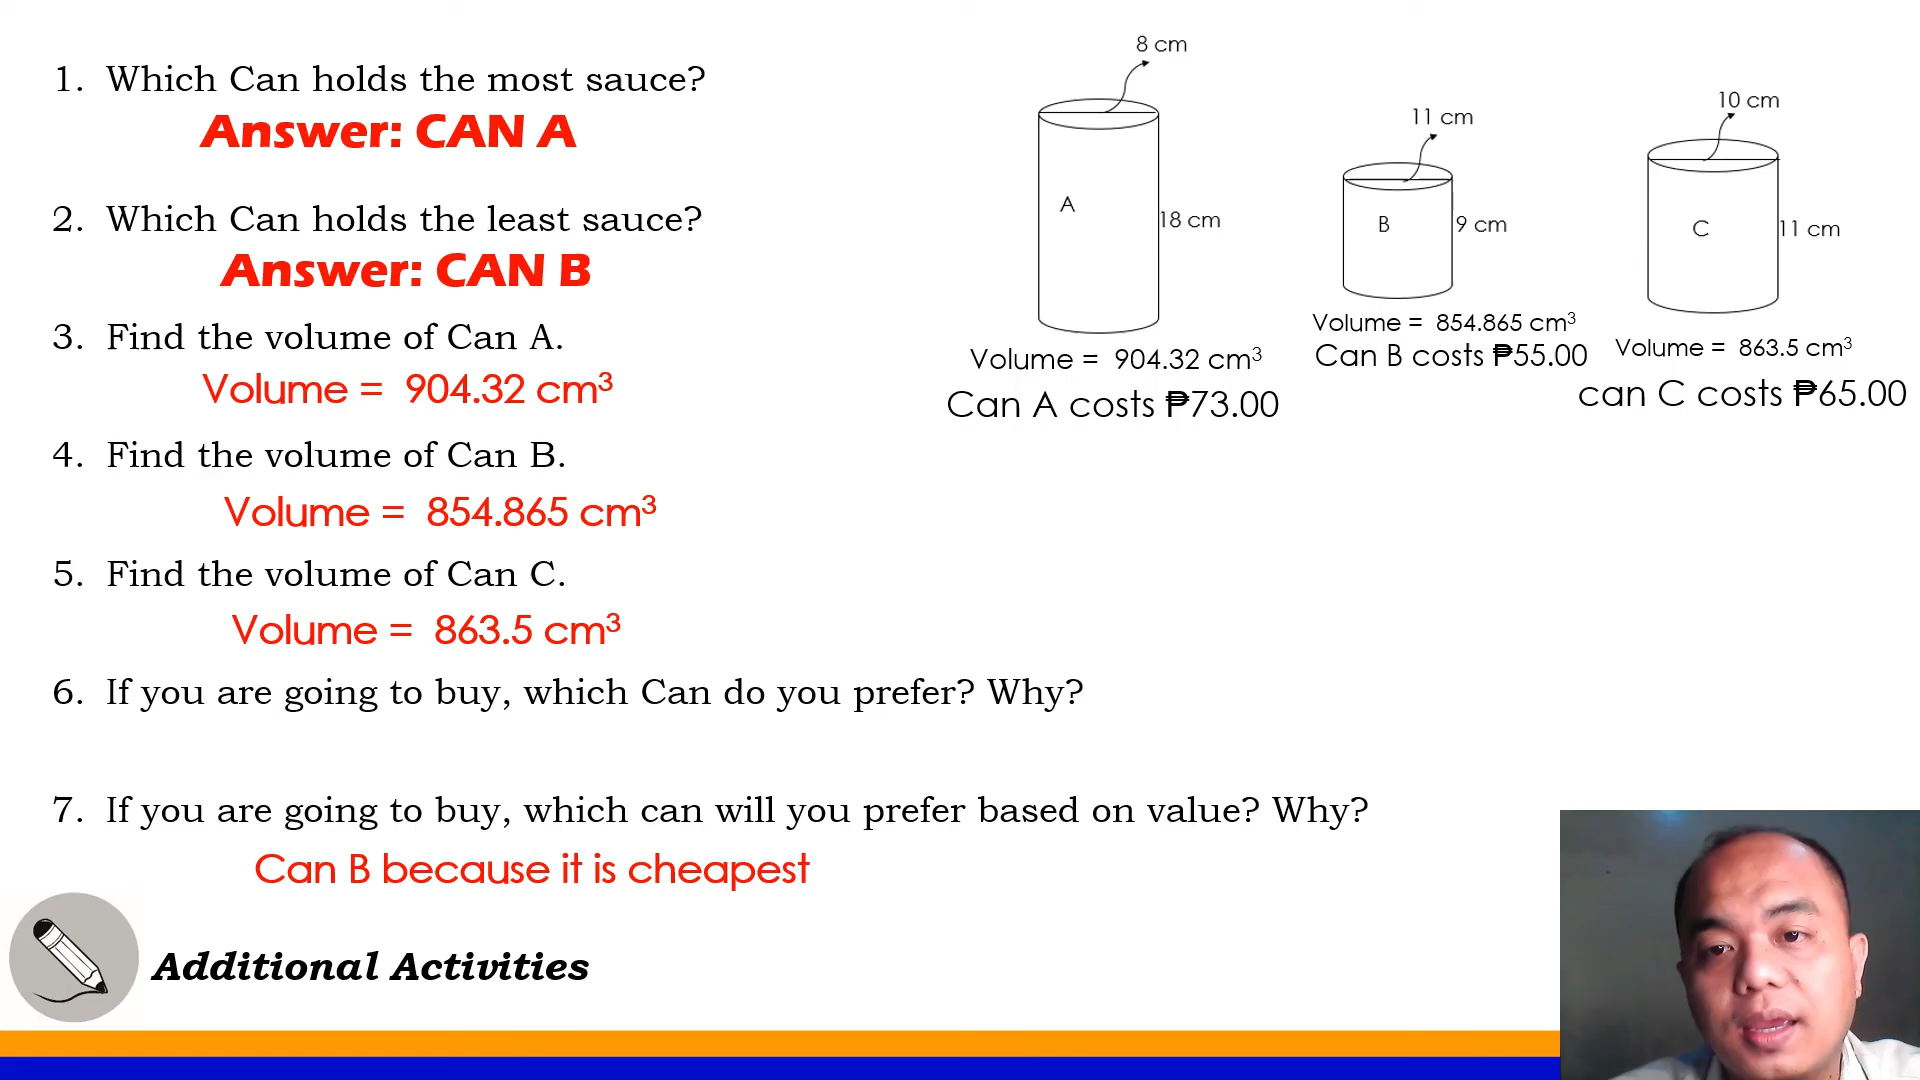 1. Which Can holds the most sauce?
Answer: CAN A
2. Which Can holds the least sauce?
Answer: CAN B
3. Find the volume of Can A.
Volume = 904.32 cm³
4. Find the volume of Can B.
Volume = 854.865 cm³
5. Find the volume of Can C.
Volume = 863.5 cm³
6. If you are going to buy, which Can do you prefer? Why?
7. If you are going to buy, which can will you prefer based on value? Why?
Can B because it is cheapest
Additional Activities
8 cm
A
18 cm
Volume = 904.32 cm³
Can A costs ₱73.00
11 cm
B
9 cm
Volume = 854.865 cm³
Can B costs ₱55.00
10 cm
C
11 cm
Volume = 863.5 cm³
can C costs ₱65.00